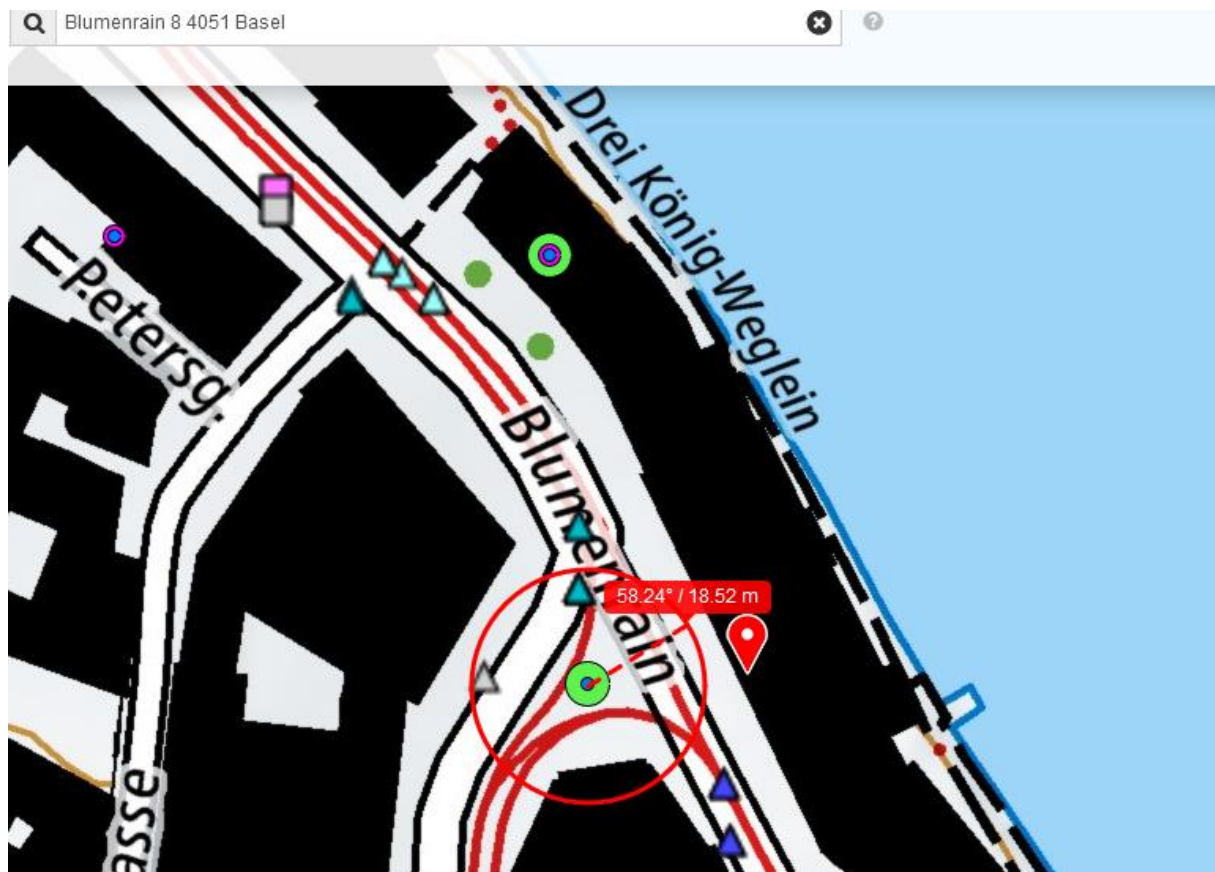 Blumenrain 8 4051 Basel
?
Drei König-Weglein
Petersg.
Blumenrain
58.24° / 18.52 m
asse